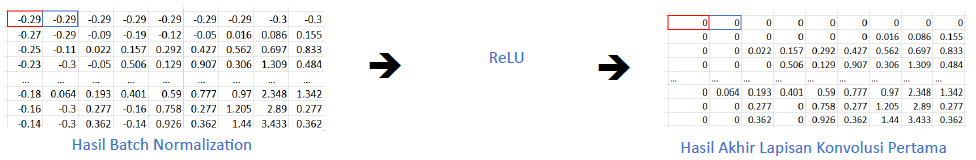 -0.29 -0.29 -0.29 -0.29 -0.29 -0.29 -0.29 -0.3 -0.3
-0.27 -0.29 -0.09 -0.19 -0.12 -0.05 0.016 0.086 0.155
-0.25 -0.11 0.022 0.157 0.292 0.427 0.562 0.697 0.833
-0.23 -0.3 -0.05 0.506 0.129 0.907 0.306 1.309 0.484
... ... ... ... ... ... ... ... ...
-0.18 0.064 0.193 0.401 0.59 0.777 0.97 2.348 1.342
-0.16 -0.3 0.277 -0.16 0.758 0.277 1.205 2.89 0.277
-0.14 -0.3 0.362 -0.14 0.926 0.362 1.44 3.433 0.362
Hasil Batch Normalization
ReLU
0 0 0 0 0 0 0 0 0
0 0 0 0 0 0 0.016 0.086 0.155
0 0 0.022 0.157 0.292 0.427 0.562 0.697 0.833
0 0 0 0.506 0.129 0.907 0.306 1.309 0.484
... ... ... ... ... ... ... ... ...
0 0.064 0.193 0.401 0.59 0.777 0.97 2.348 1.342
0 0 0.277 0 0.758 0.277 1.205 2.89 0.277
0 0 0.362 0 0.926 0.362 1.44 3.433 0.362
Hasil Akhir Lapisan Konvolusi Pertama